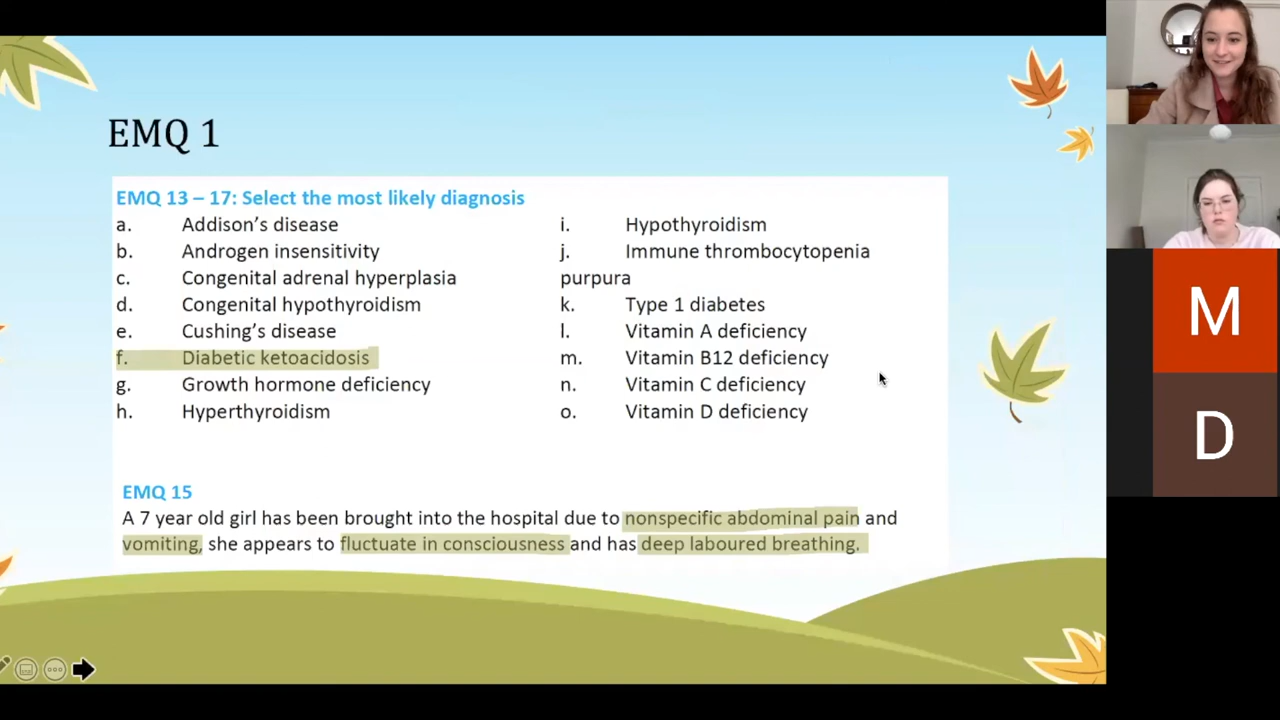 EMQ 1
EMQ 13 – 17: Select the most likely diagnosis
a. Addison's disease
b. Androgen insensitivity
c. Congenital adrenal hyperplasia
d. Congenital hypothyroidism
e. Cushing's disease
f. Diabetic ketoacidosis
g. Growth hormone deficiency
h. Hyperthyroidism
i. Hypothyroidism
j. Immune thrombocytopenia
purpura
k. Type 1 diabetes
l. Vitamin A deficiency
m. Vitamin B12 deficiency
n. Vitamin C deficiency
o. Vitamin D deficiency
EMQ 15
A 7 year old girl has been brought into the hospital due to nonspecific abdominal pain and
vomiting, she appears to fluctuate in consciousness and has deep laboured breathing.
M
D